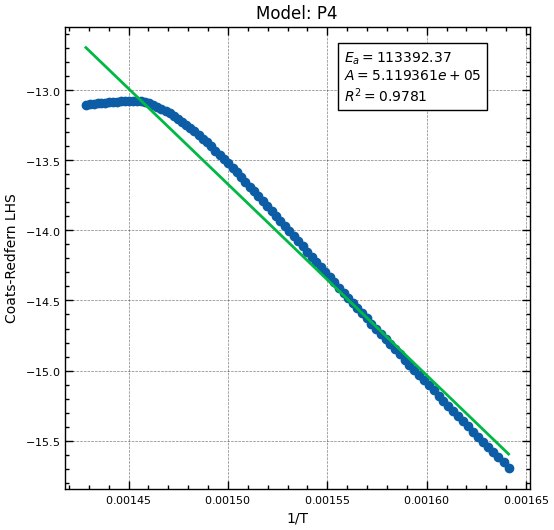 Model: P4
E_a = 113392.37
A = 5.119361e + 05
R² = 0.9781
Coats-Redfern LHS
−13.0
−13.5
−14.0
−14.5
−15.0
−15.5
0.00145 0.00150 0.00155 0.00160 0.00165
1/T